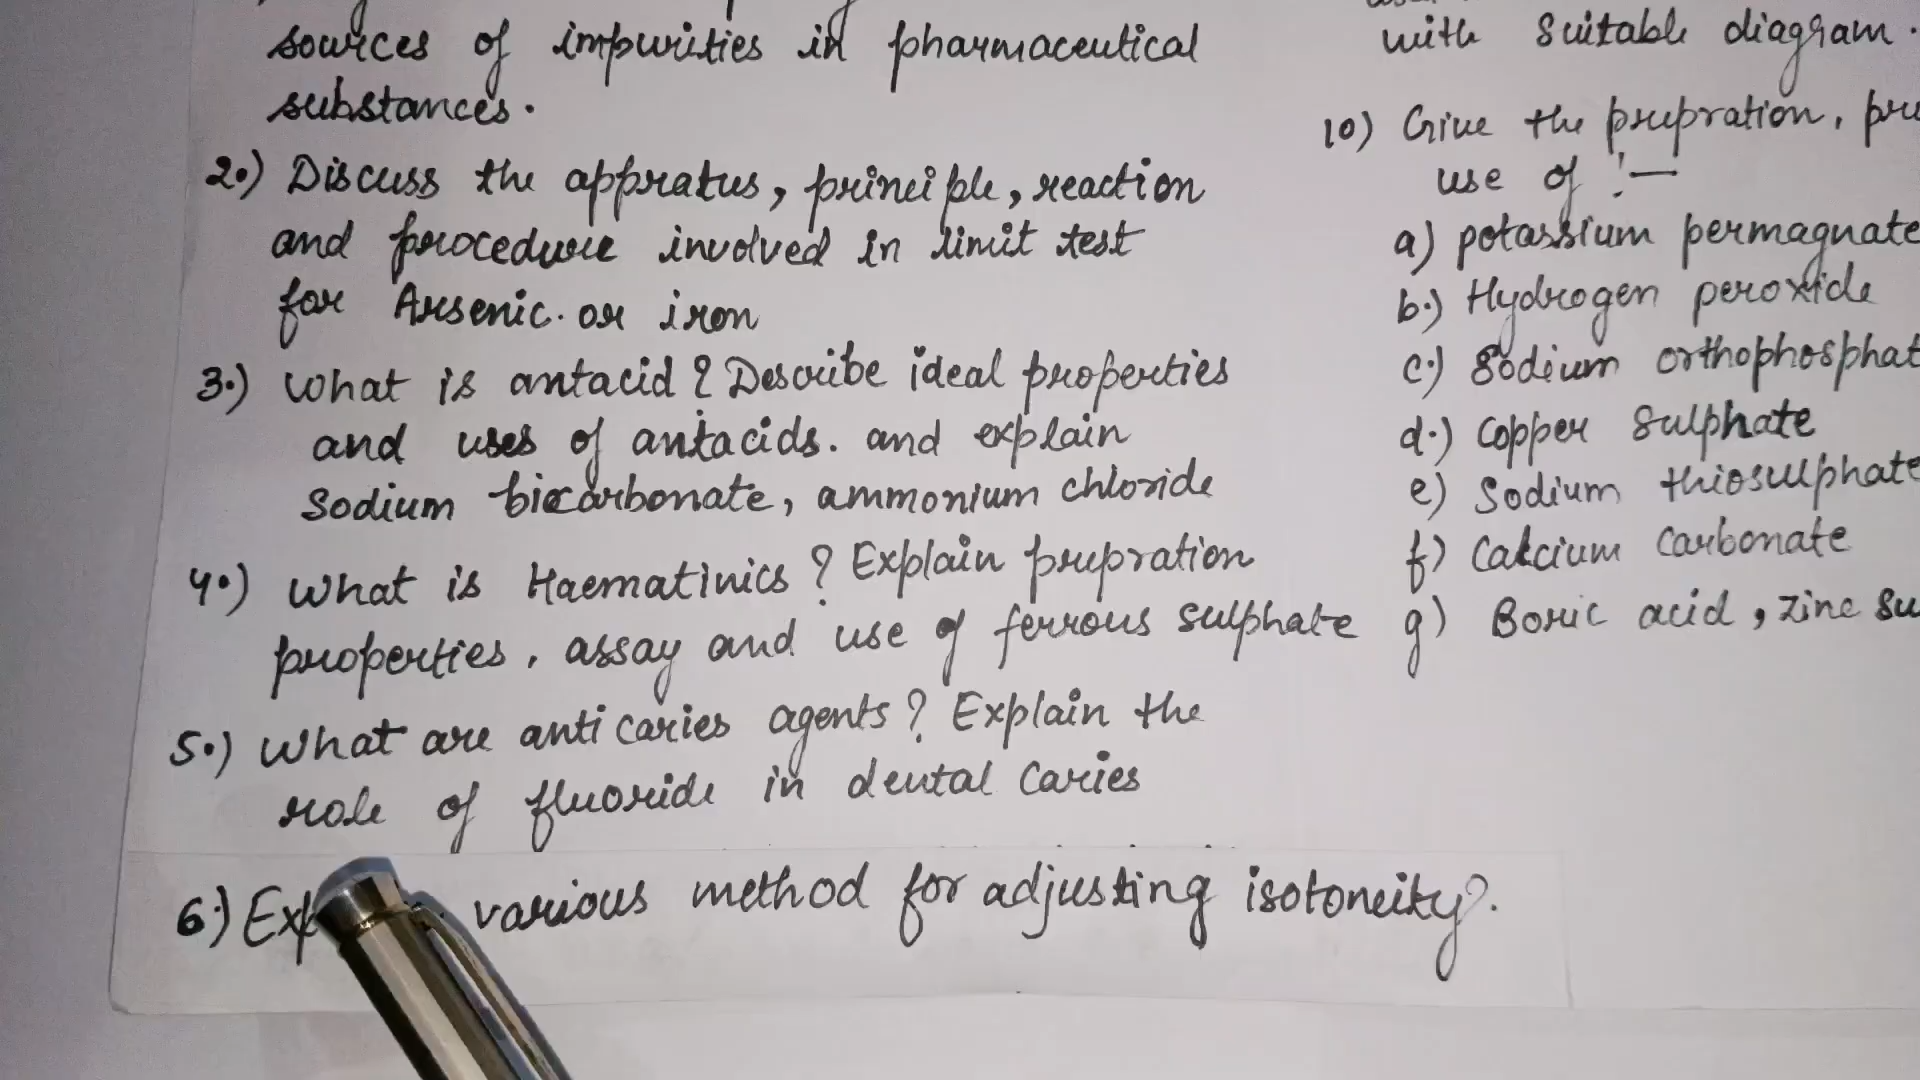 sources of impurities in pharmaceutical
substances.
2.) Discuss the appratus, principle, reaction
and procedure involved in limit test
for Arsenic. or iron
3.) What is antacid? Describe ideal properties
and uses of antacids. and explain
Sodium bicarbonate, ammonium chloride
4.) What is Haematinics? Explain prepration
properties, assay and use of ferrous sulphate
5.) What are anti caries agents? Explain the
role of fluoride in dental caries
6.) various method for adjusting isotoneity?.
with suitable diagram.
10) Give the prepration,
use of :—
a) potassium permagnate
b.) Hydrogen peroxide
c.) Sodium orthophosphat
d.) Copper Sulphate
e) Sodium thiosulphate
f) Calcium Carbonate
g) Boric acid, zinc su